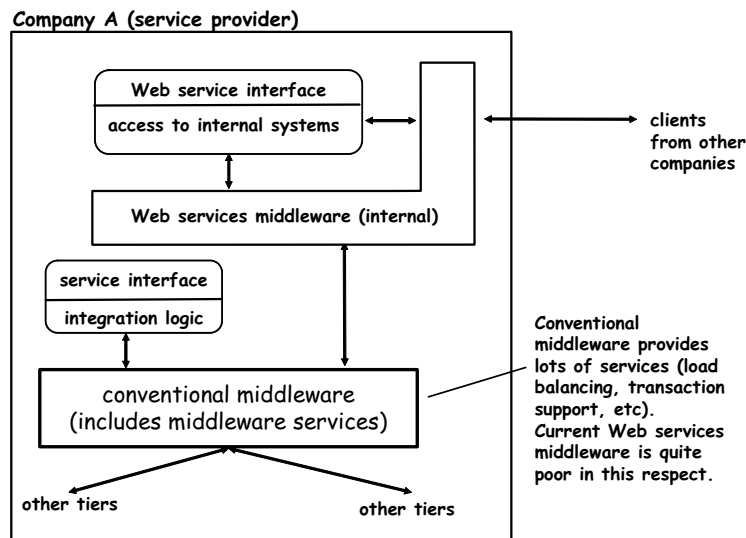 Company A (service provider)
Web service interface
access to internal systems
clients
from other
companies
Web services middleware (internal)
service interface
integration logic
Conventional
middleware provides
lots of services (load
balancing, transaction
support, etc).
Current Web services
middleware is quite
poor in this respect.
conventional middleware
(includes middleware services)
other tiers
other tiers